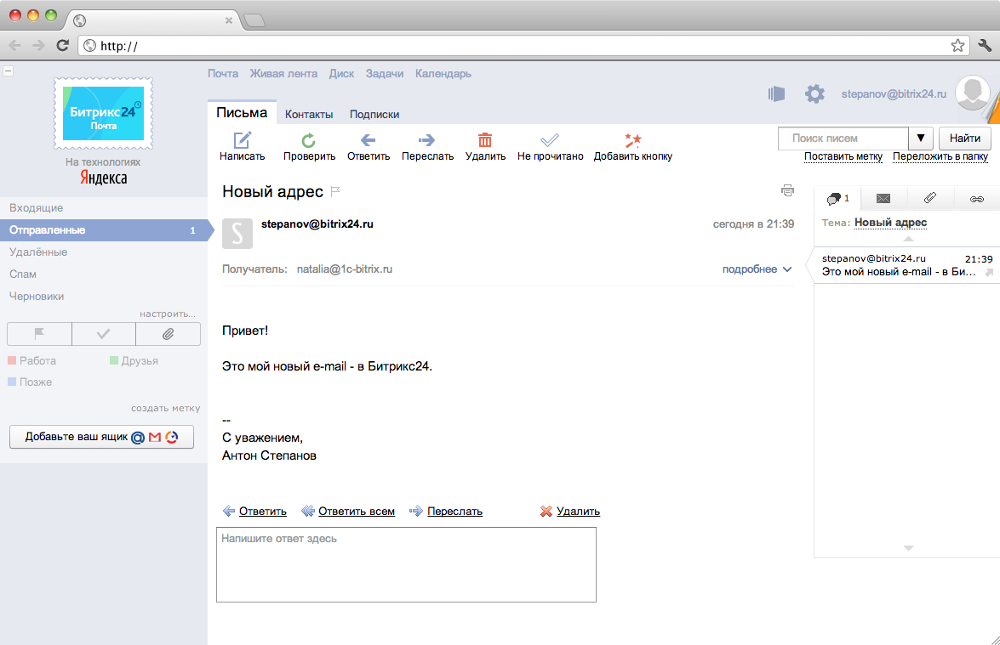 http://
Битрикс24
Почта
На технологиях
Яндекса
Почта Живая лента Диск Задачи Календарь
stepanov@bitrix24.ru
Письма Контакты Подписки
Написать Проверить Ответить Переслать Удалить Не прочитано Добавить кнопку
Поиск писем Найти
Поставить метку Переложить в папку
Входящие
Отправленные 1
Удалённые
Спам
Черновики
настроить...
Работа Друзья
Позже
создать метку
Добавьте ваш ящик
Новый адрес
S
stepanov@bitrix24.ru сегодня в 21:39
Получатель: natalia@1c-bitrix.ru подробнее
Привет!
Это мой новый e-mail - в Битрикс24.
--
С уважением,
Антон Степанов
Ответить Ответить всем Переслать Удалить
Напишите ответ здесь
1
Тема: Новый адрес
stepanov@bitrix24.ru 21:39
Это мой новый e-mail - в Би...